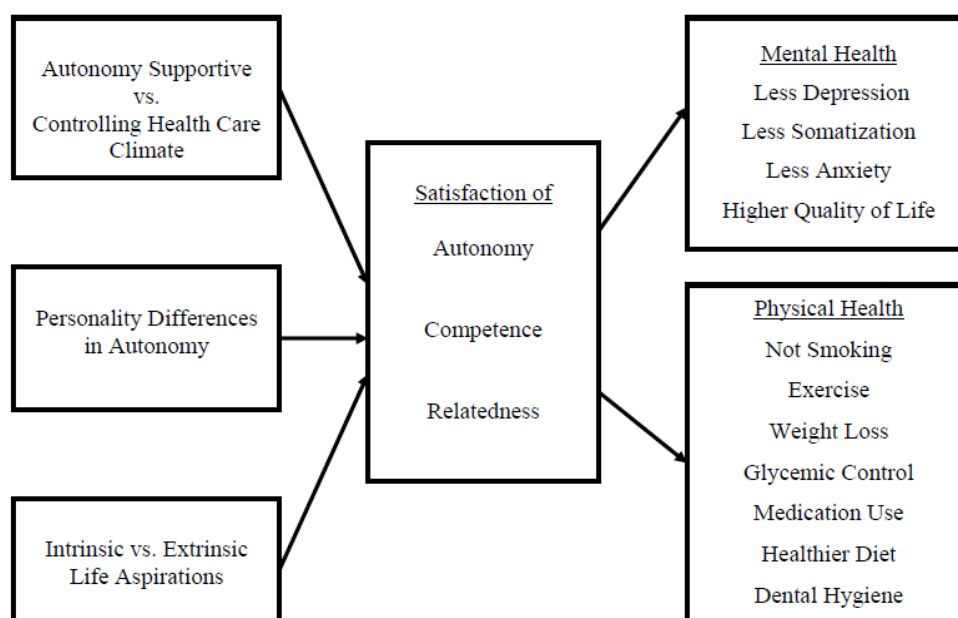 Autonomy Supportive
vs.
Controlling Health Care
Climate
Personality Differences
in Autonomy
Intrinsic vs. Extrinsic
Life Aspirations
Satisfaction of
Autonomy
Competence
Relatedness
Mental Health
Less Depression
Less Somatization
Less Anxiety
Higher Quality of Life
Physical Health
Not Smoking
Exercise
Weight Loss
Glycemic Control
Medication Use
Healthier Diet
Dental Hygiene